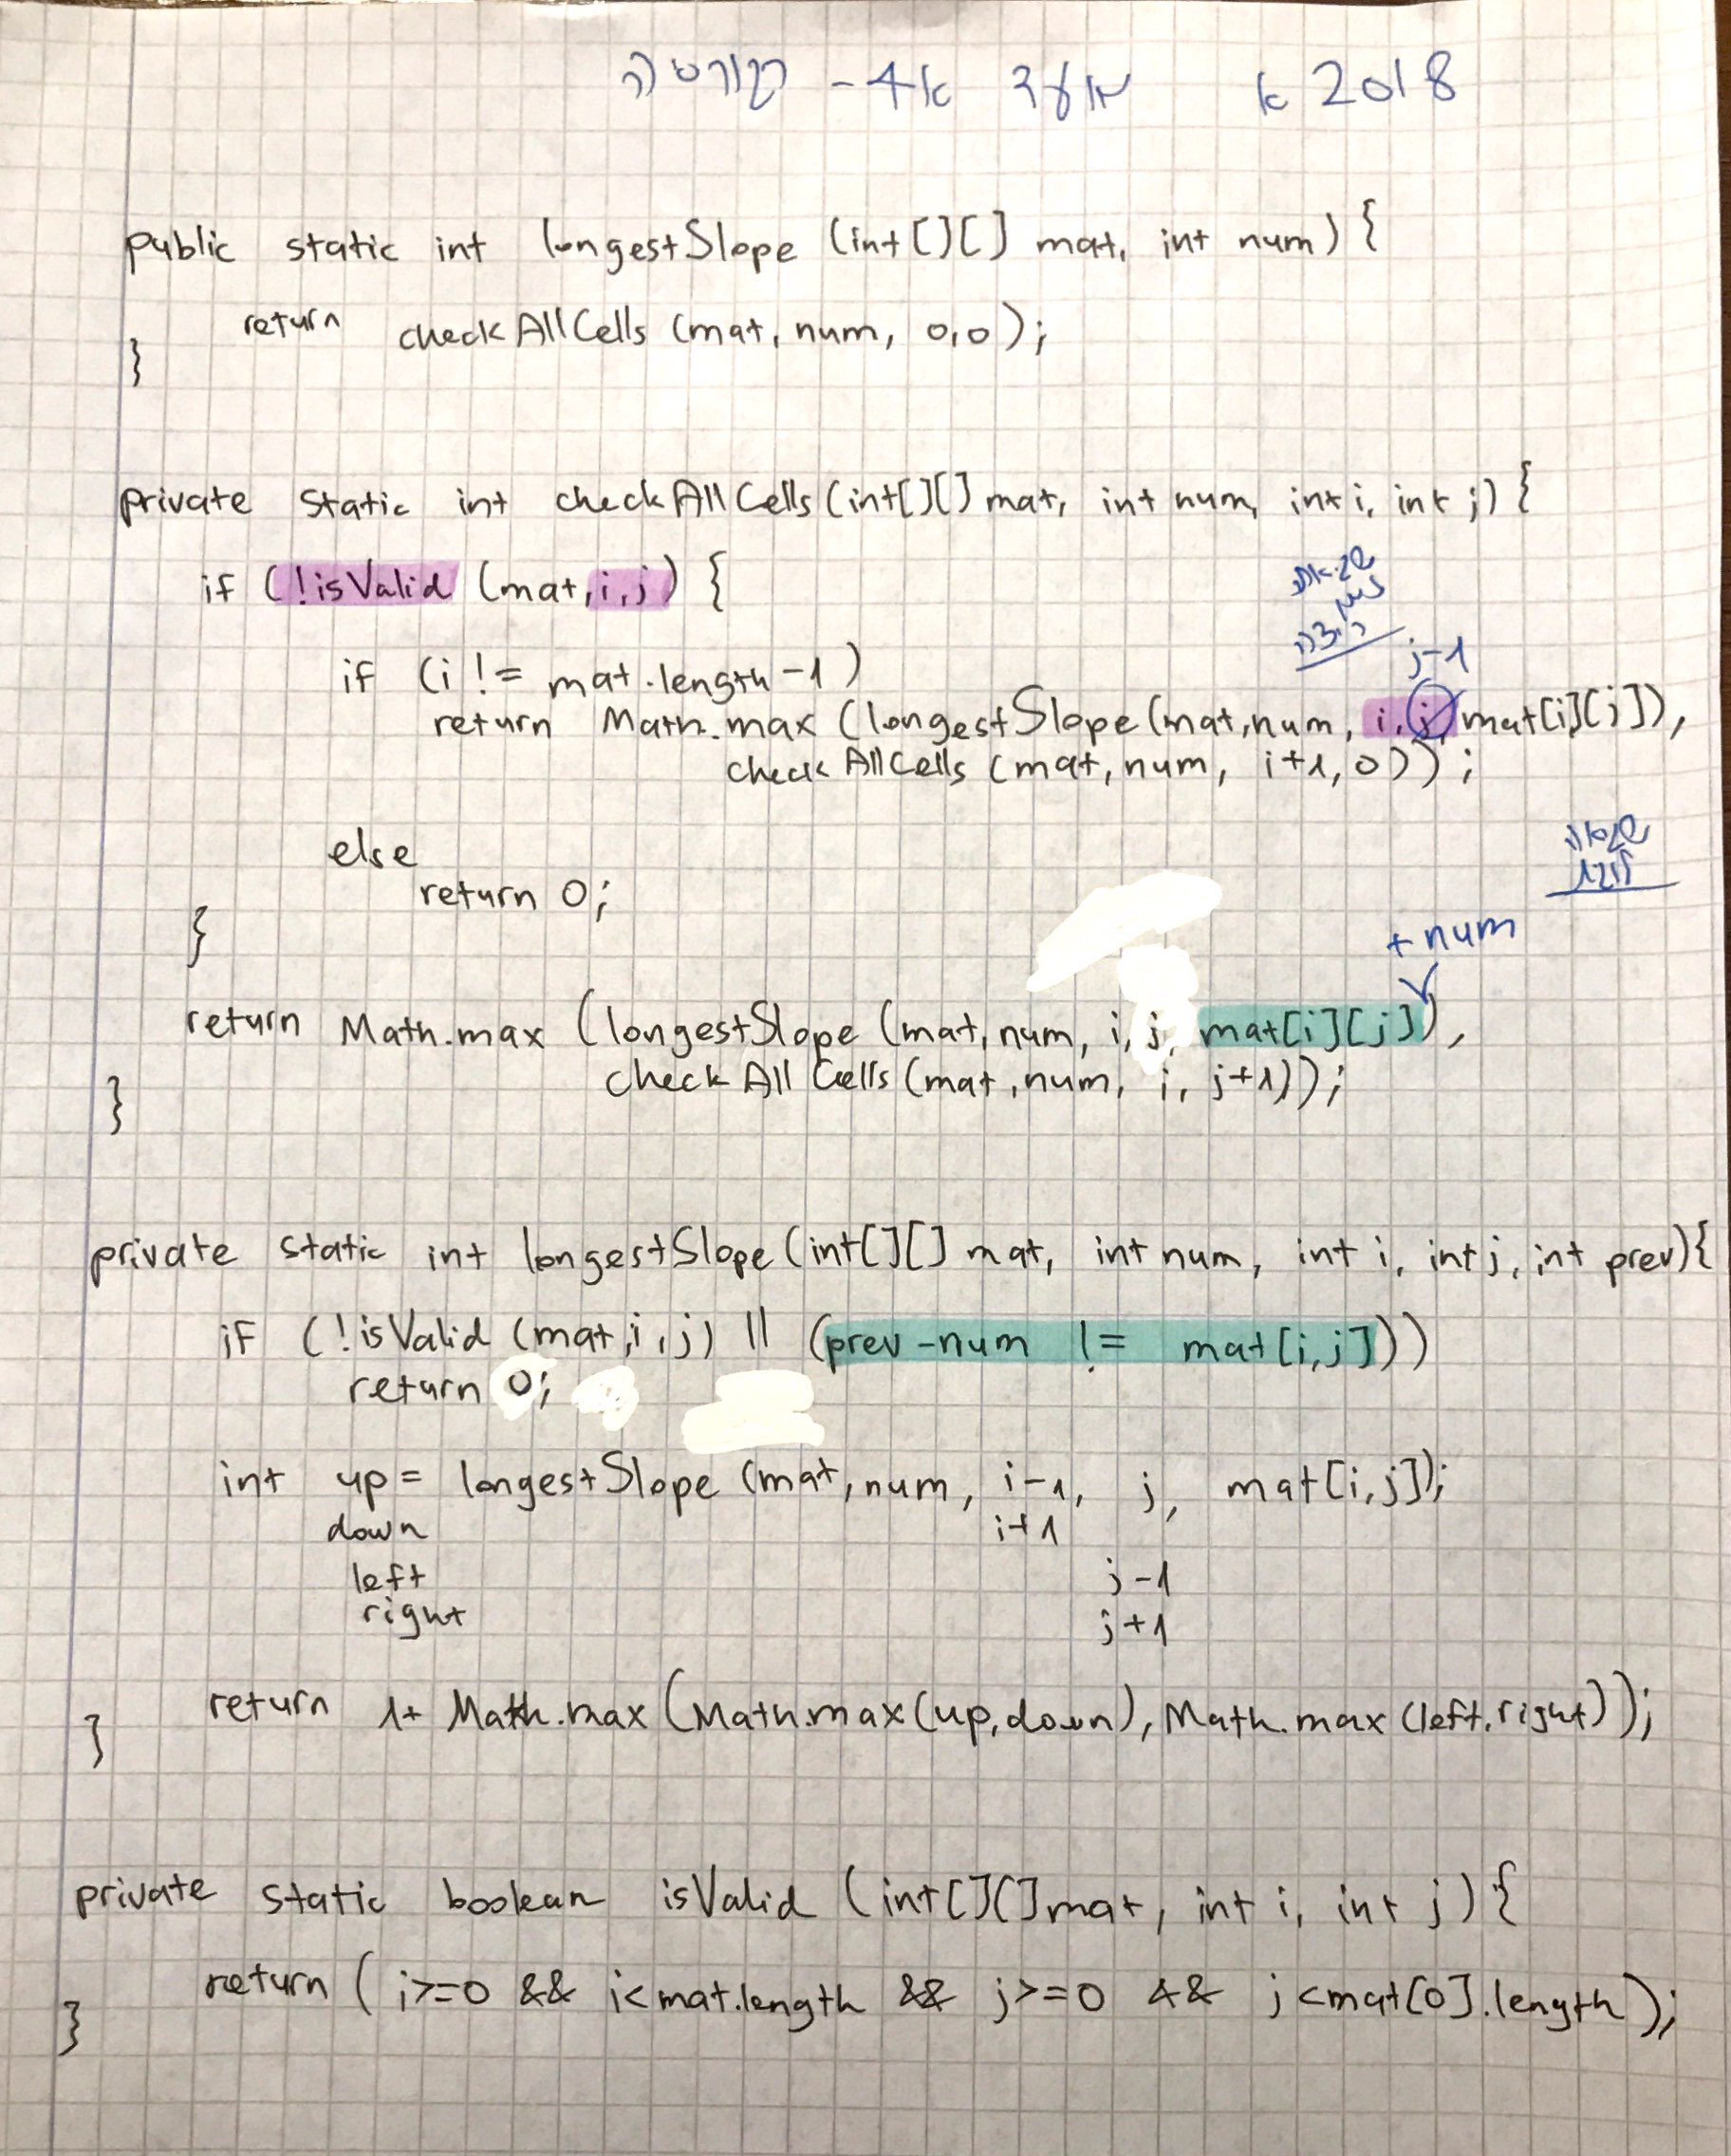 2018 א מועד א4 -
public static int longestSlope (int[][] mat, int num) {
return checkAllCells (mat, num, 0,0);
}
private static int checkAllCells (int[][] mat, int num, int i, int j) {
if (!isValid (mat,i,j) {
if (i != mat.length-1)
j-1
return Math.max (longestSlope (mat,num, i,j, mat[i][j]),
checkAllCells (mat, num, i+1, 0));
else
return 0;
}
+ num
return Math.max (longestSlope (mat, num, i, j, mat[i][j]),
checkAllCells (mat, num, i, j+1));
}
private static int longestSlope (int[][] mat, int num, int i, int j, int prev) {
if (!isValid (mat,i,j) || (prev-num != mat[i,j]))
return 0;
int up = longestSlope (mat, num, i-1, j, mat[i,j]);
down i+1
left j-1
right j+1
return 1+ Math.max (Math.max (up,down), Math.max (left,right));
}
private static boolean isValid (int[][] mat, int i, int j) {
return (i>=0 && i<mat.length && j>=0 && j<mat[0].length);
}